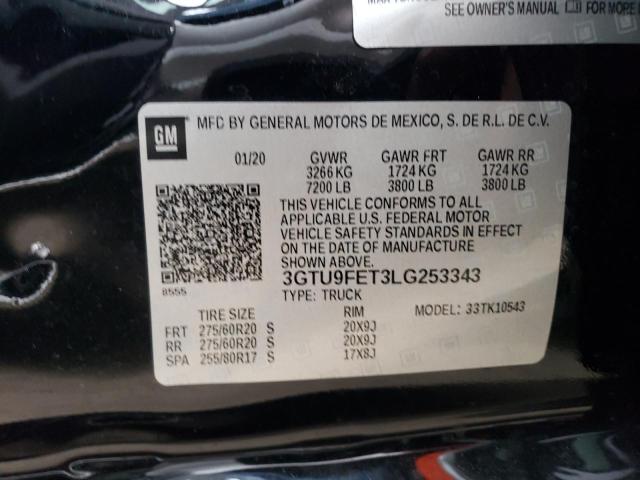 SEE OWNER'S MANUAL FOR MORE
GM
MFD BY GENERAL MOTORS DE MEXICO, S. DE R.L. DE C.V.
01/20 GVWR GAWR FRT GAWR RR
3266 KG 1724 KG 1724 KG
7200 LB 3800 LB 3800 LB
THIS VEHICLE CONFORMS TO ALL
APPLICABLE U.S. FEDERAL MOTOR
VEHICLE SAFETY STANDARDS IN EFFECT
ON THE DATE OF MANUFACTURE
SHOWN ABOVE.
8555
3GTU9FET3LG253343
TYPE: TRUCK
MODEL: 33TK10543
TIRE SIZE RIM
FRT 275/60R20 S 20X9J
RR 275/60R20 S 20X9J
SPA 255/80R17 S 17X8J